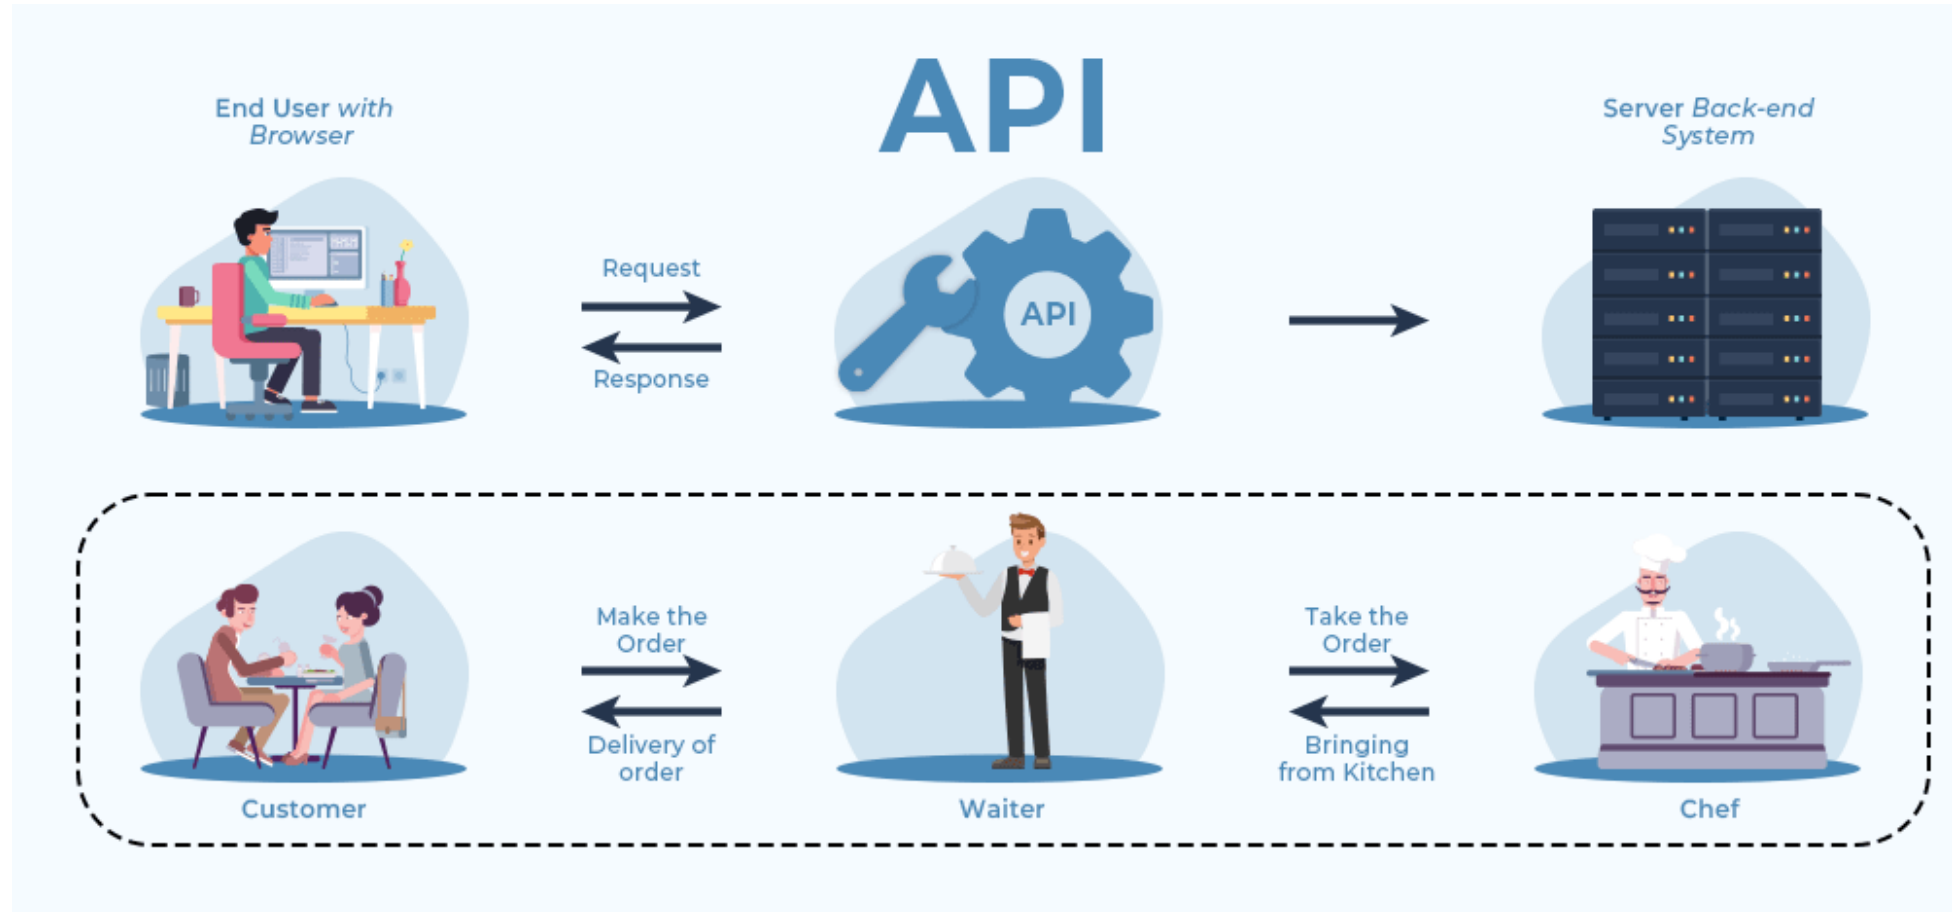 API
End User with
Browser
Server Back-end
System
Request
API
Response
Make the
Order
Take the
Order
Delivery of
order
Bringing
from Kitchen
Customer
Waiter
Chef